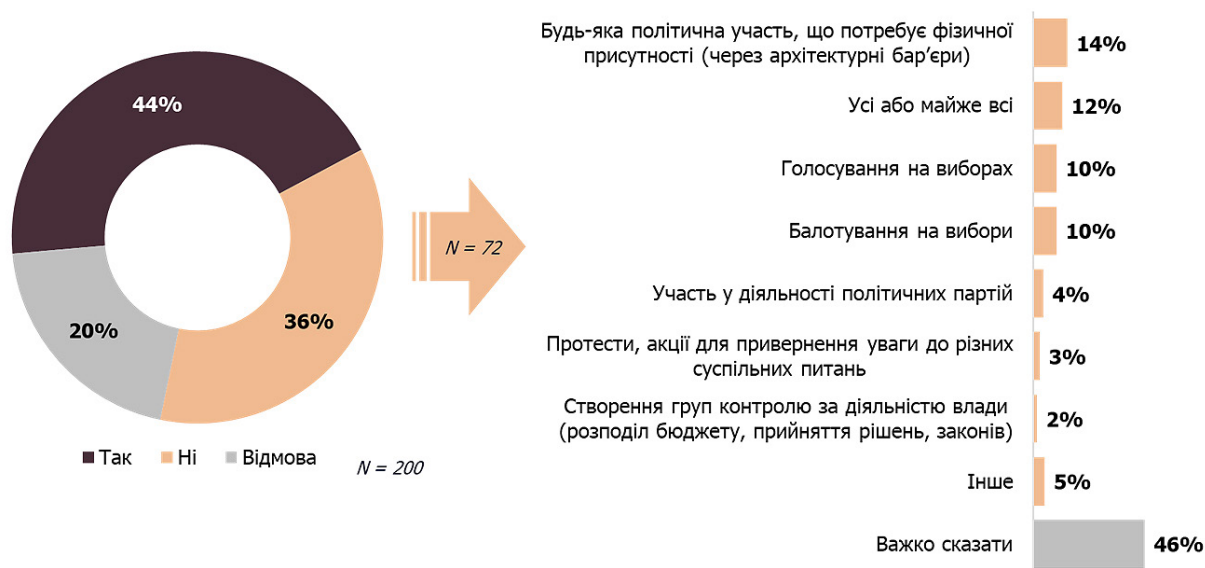 44%
36%
20%
Так
Ні
Відмова
N = 200
N = 72
Будь-яка політична участь, що потребує фізичної
присутності (через архітектурні бар’єри)
14%
Усі або майже всі
12%
Голосування на виборах
10%
Балотування на вибори
10%
Участь у діяльності політичних партій
4%
Протести, акції для привернення уваги до різних
суспільних питань
3%
Створення груп контролю за діяльністю влади
(розподіл бюджету, прийняття рішень, законів)
2%
Інше
5%
Важко сказати
46%